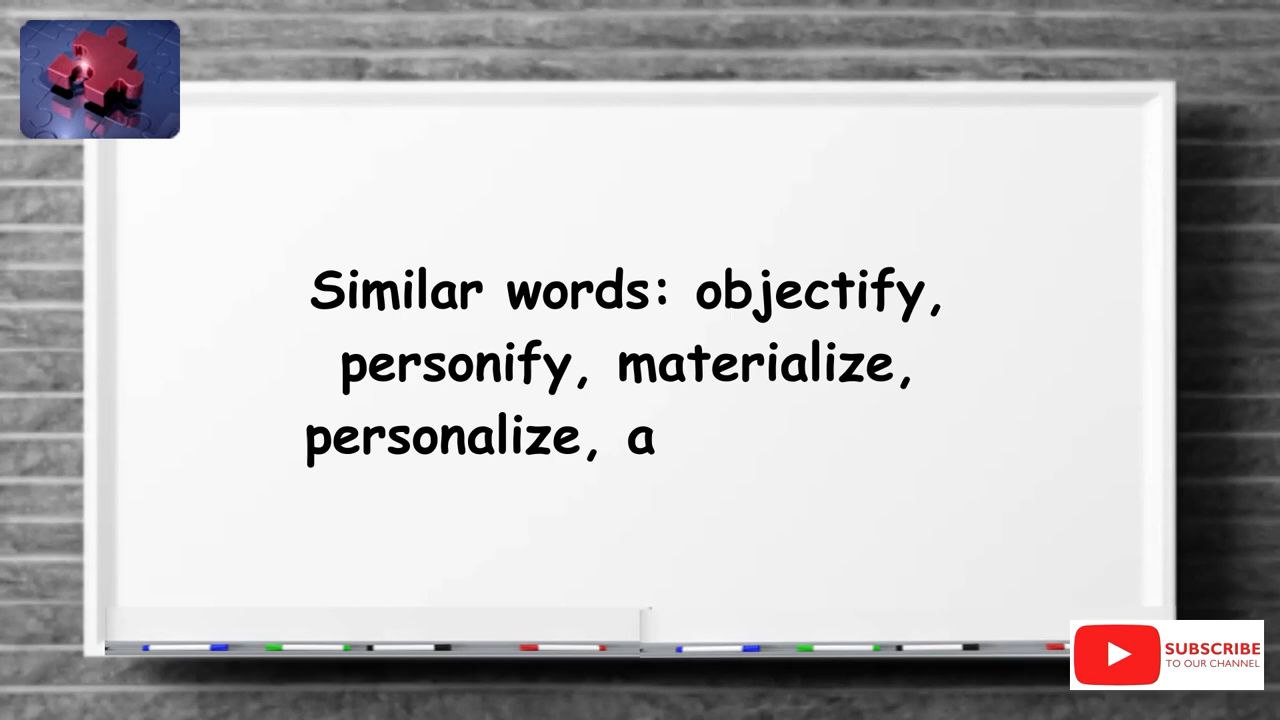 Similar words: objectify,
personify, materialize,
personalize, a
SUBSCRIBE
TO OUR CHANNEL